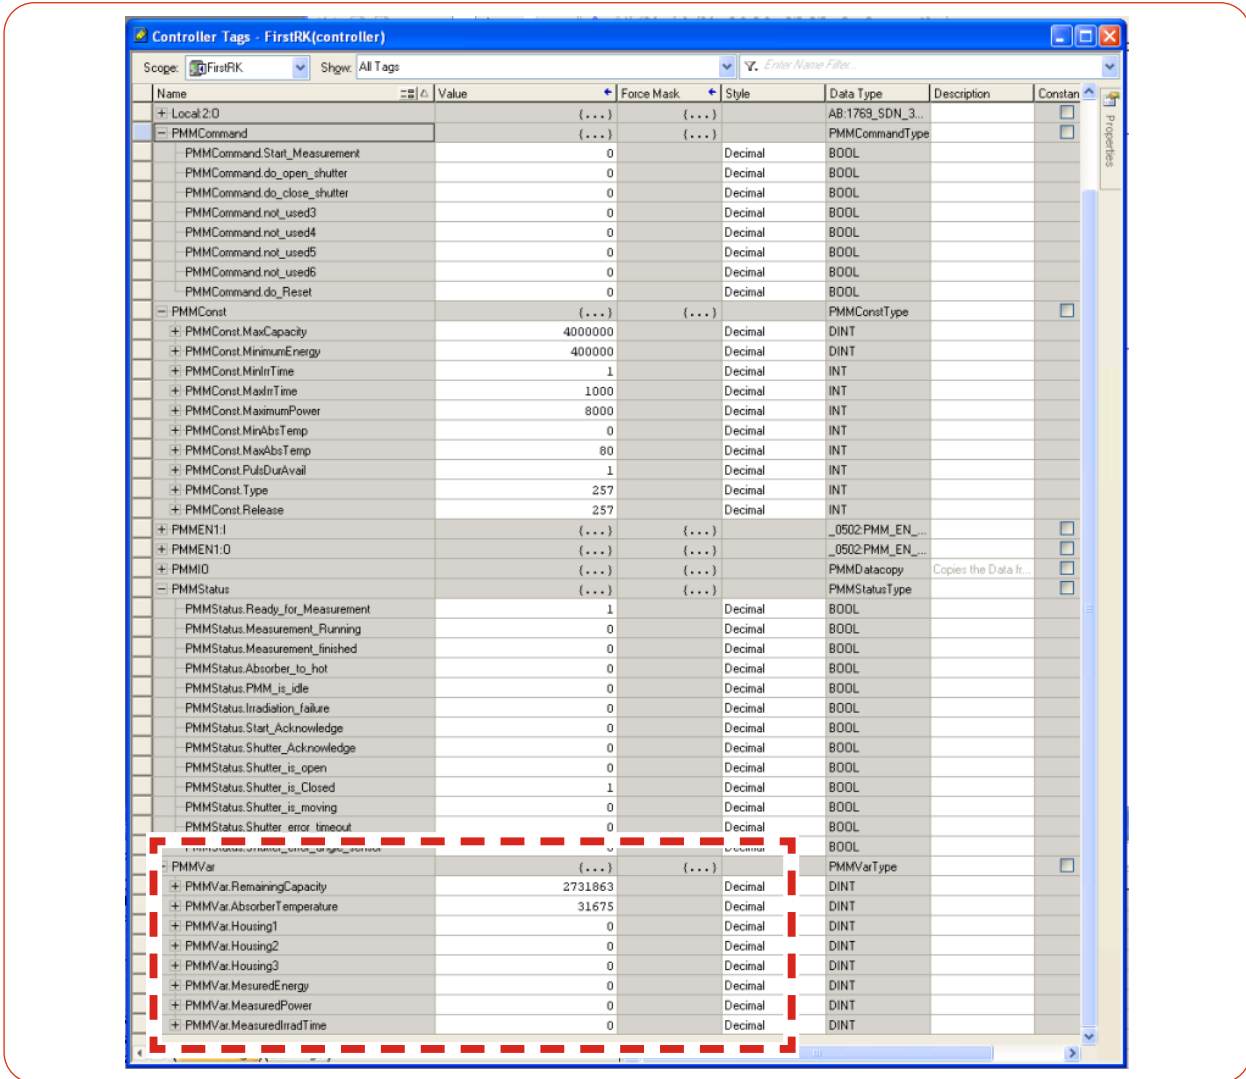 Controller Tags - FirstRK(controller)
Scope: FirstRK Show: All Tags Enter Name Filter...
Name Value Force Mask Style Data Type Description Constan
Local:2:O {...} {...} AB:1769_SDN_3...
PMMCommand {...} {...} PMMCommandType
PMMCommand.Start_Measurement 0 Decimal BOOL
PMMCommand.do_open_shutter 0 Decimal BOOL
PMMCommand.do_close_shutter 0 Decimal BOOL
PMMCommand.not_used3 0 Decimal BOOL
PMMCommand.not_used4 0 Decimal BOOL
PMMCommand.not_used5 0 Decimal BOOL
PMMCommand.not_used6 0 Decimal BOOL
PMMCommand.do_Reset 0 Decimal BOOL
PMMConst {...} {...} PMMConstType
PMMConst.MaxCapacity 4000000 Decimal DINT
PMMConst.MinimumEnergy 400000 Decimal DINT
PMMConst.MinIrrTime 1 Decimal INT
PMMConst.MaxIrrTime 1000 Decimal INT
PMMConst.MaximumPower 8000 Decimal INT
PMMConst.MinAbsTemp 0 Decimal INT
PMMConst.MaxAbsTemp 80 Decimal INT
PMMConst.PulsDurAvail 1 Decimal INT
PMMConst.Type 257 Decimal INT
PMMConst.Release 257 Decimal INT
PMMEN1:I {...} {...} _0502:PMM_EN_...
PMMEN1:O {...} {...} _0502:PMM_EN_...
PMMIO {...} {...} PMMDatacopy Copies the Data fr...
PMMStatus {...} {...} PMMStatusType
PMMStatus.Ready_for_Measurement 1 Decimal BOOL
PMMStatus.Measurement_Running 0 Decimal BOOL
PMMStatus.Measurement_finished 0 Decimal BOOL
PMMStatus.Absorber_to_hot 0 Decimal BOOL
PMMStatus.PMM_is_idle 0 Decimal BOOL
PMMStatus.Irradiation_failure 0 Decimal BOOL
PMMStatus.Start_Acknowledge 0 Decimal BOOL
PMMStatus.Shutter_Acknowledge 0 Decimal BOOL
PMMStatus.Shutter_is_open 0 Decimal BOOL
PMMStatus.Shutter_is_Closed 1 Decimal BOOL
PMMStatus.Shutter_is_moving 0 Decimal BOOL
PMMStatus.Shutter_error_timeout 0 Decimal BOOL
PMMStatus.Shutter_error_angle_sensor Decimal BOOL
PMMVar {...} {...} PMMVarType
PMMVar.RemainingCapacity 2731863 Decimal DINT
PMMVar.AbsorberTemperature 31675 Decimal DINT
PMMVar.Housing1 0 Decimal DINT
PMMVar.Housing2 0 Decimal DINT
PMMVar.Housing3 0 Decimal DINT
PMMVar.MesuredEnergy 0 Decimal DINT
PMMVar.MeasuredPower 0 Decimal DINT
PMMVar.MeasuredIrradTime 0 Decimal DINT
Properties